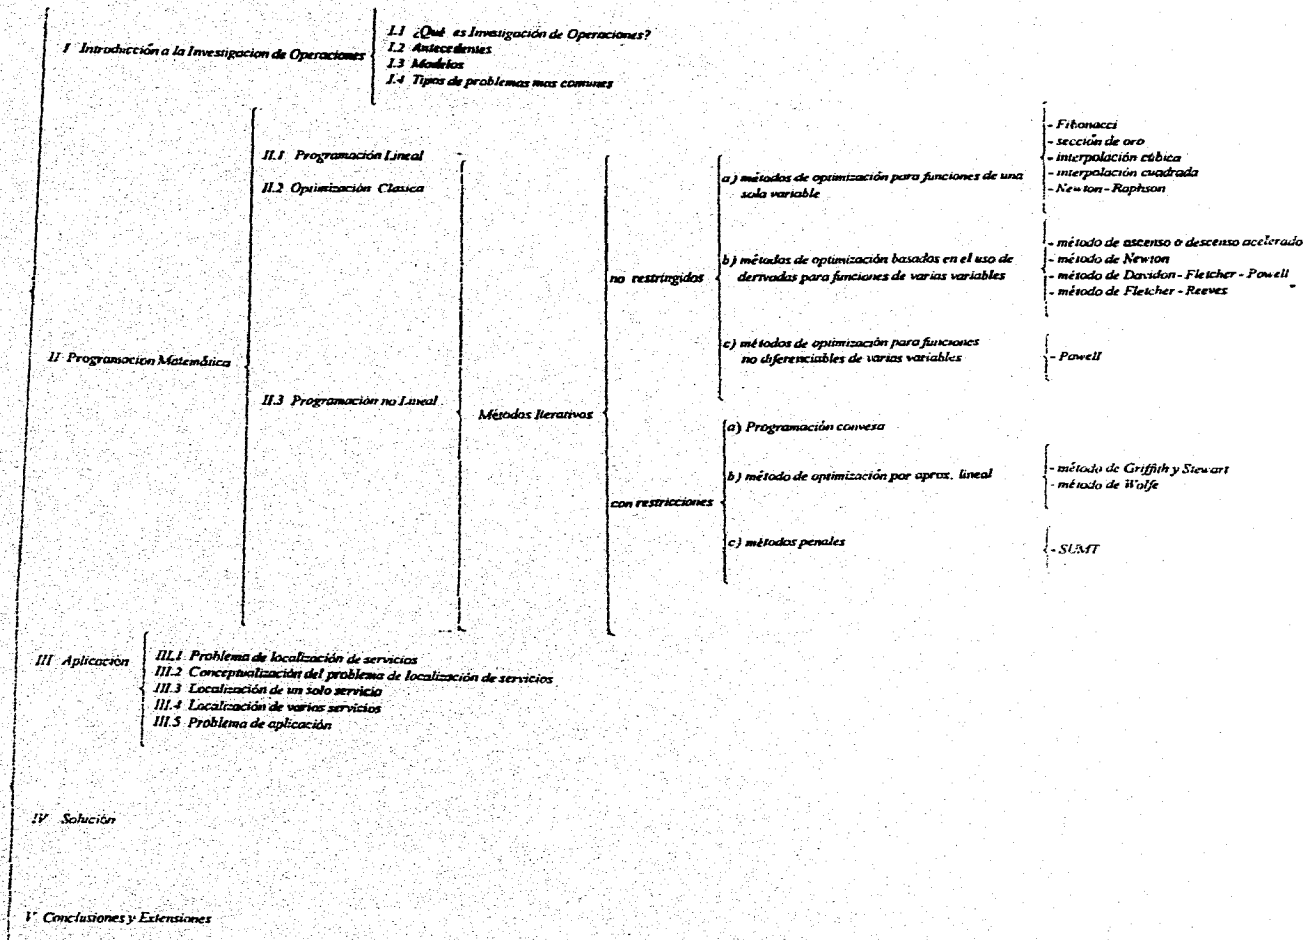 I Introducción a la Investigacion de Operaciones
I.1 ¿Qué es Investigación de Operaciones?
I.2 Antecedentes
I.3 Modelos
I.4 Tipos de problemas mas comunes
II Programacion Matemática
II.1 Programación Lineal
II.2 Optimización Clasica
II.3 Programación no Lineal
Métodos Iterativos
no restringidos
a) métodos de optimización para funciones de una
sola variable
- Fibonacci
- sección de oro
- interpolación cúbica
- interpolación cuadrada
- Newton - Raphson
b) métodos de optimización basados en el uso de
derivadas para funciones de varias variables
- método de ascenso o descenso acelerado
- método de Newton
- método de Davidon - Fletcher - Powell
- método de Fletcher - Reeves
c) métodos de optimización para funciones
no diferenciables de varias variables
- Powell
con restricciones
a) Programación convexa
b) método de optimización por aprox. lineal
- método de Griffith y Stewart
- método de Wolfe
c) métodos penales
- SUMT
III Aplicación
III.1 Problema de localización de servicios
III.2 Conceptualización del problema de localización de servicios
III.3 Localización de un solo servicio
III.4 Localización de varios servicios
III.5 Problema de aplicación
IV Solución
V Conclusiones y Extensiones